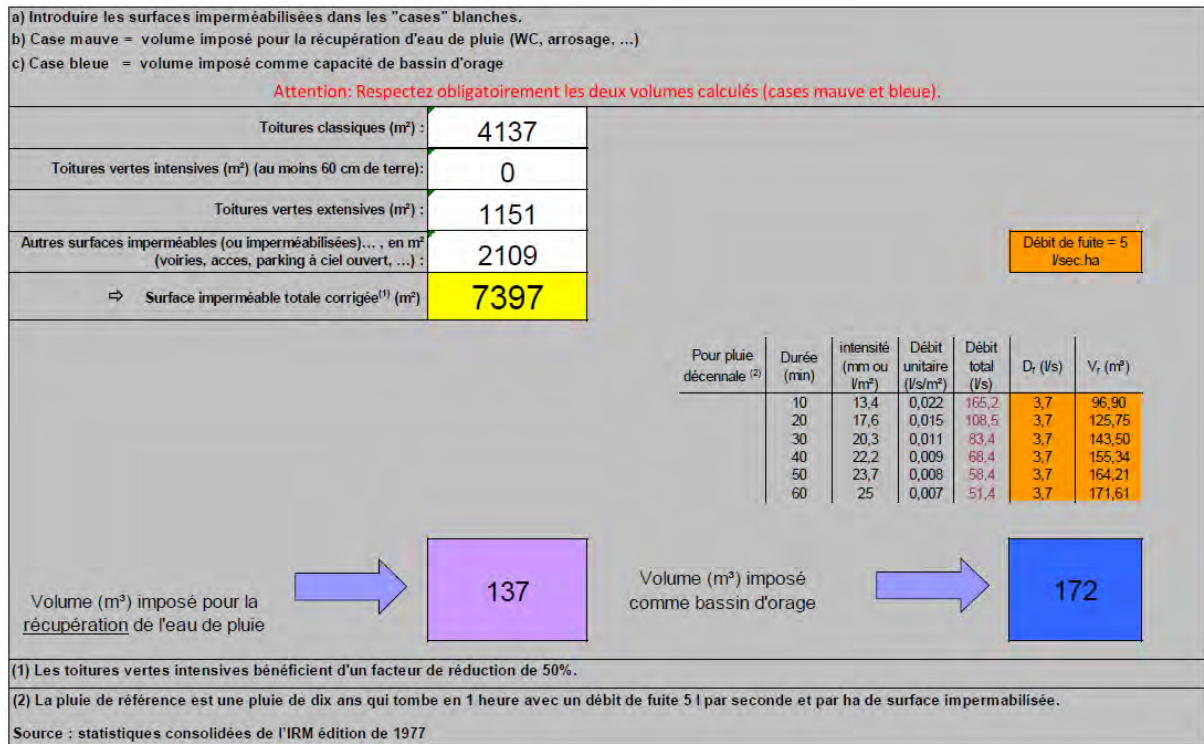 a) Introduire les surfaces imperméabilisées dans les "cases" blanches.
b) Case mauve = volume imposé pour la récupération d'eau de pluie (WC, arrosage, ...)
c) Case bleue = volume imposé comme capacité de bassin d'orage
Attention: Respectez obligatoirement les deux volumes calculés (cases mauve et bleue).
Toitures classiques (m²) : 4137
Toitures vertes intensives (m²) (au moins 60 cm de terre): 0
Toitures vertes extensives (m²) : 1151
Autres surfaces imperméables (ou imperméabilisées)... , en m²
(voiries, acces, parking à ciel ouvert, ...) : 2109
Débit de fuite = 5
l/sec.ha
⇨ Surface imperméable totale corrigée(1) (m²) 7397
Pour pluie
décennale (2)
Durée
(min)
intensité
(mm ou
l/m²)
Débit
unitaire
(l/s/m²)
Débit
total
(l/s)
Df (l/s)
Vr (m³)
10 13,4 0,022 165,2 3,7 96,90
20 17,6 0,015 108,5 3,7 125,75
30 20,3 0,011 83,4 3,7 143,50
40 22,2 0,009 68,4 3,7 155,34
50 23,7 0,008 58,4 3,7 164,21
60 25 0,007 51,4 3,7 171,61
Volume (m³) imposé pour la
récupération de l'eau de pluie
137
Volume (m³) imposé
comme bassin d'orage
172
(1) Les toitures vertes intensives bénéficient d'un facteur de réduction de 50%.
(2) La pluie de référence est une pluie de dix ans qui tombe en 1 heure avec un débit de fuite 5 l par seconde et par ha de surface impermabilisée.
Source : statistiques consolidées de l'IRM édition de 1977